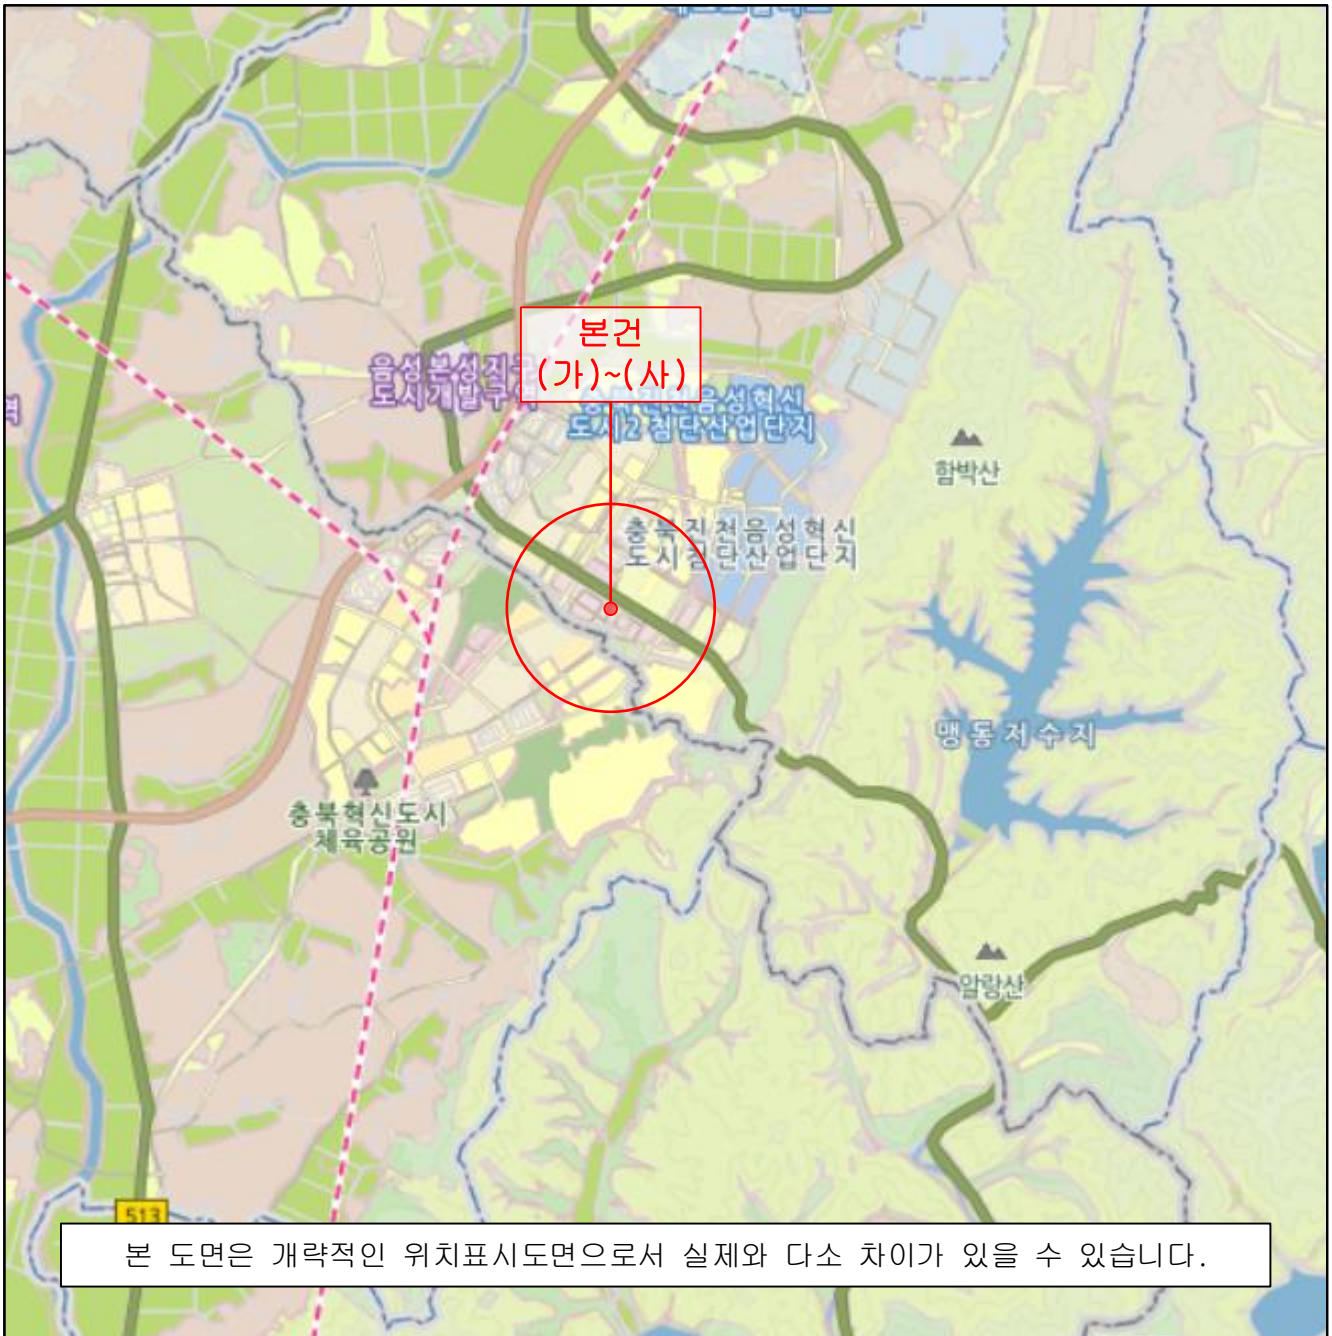 본건
(가)~(사)
음성본성지구
도시개발구역
충북진천음성혁신
도시2첨단산업단지
함박산
충북진천음성혁신
도시첨단산업단지
맹동저수지
충북혁신도시
체육공원
알랑산
513
본 도면은 개략적인 위치표시도면으로서 실제와 다소 차이가 있을 수 있습니다.